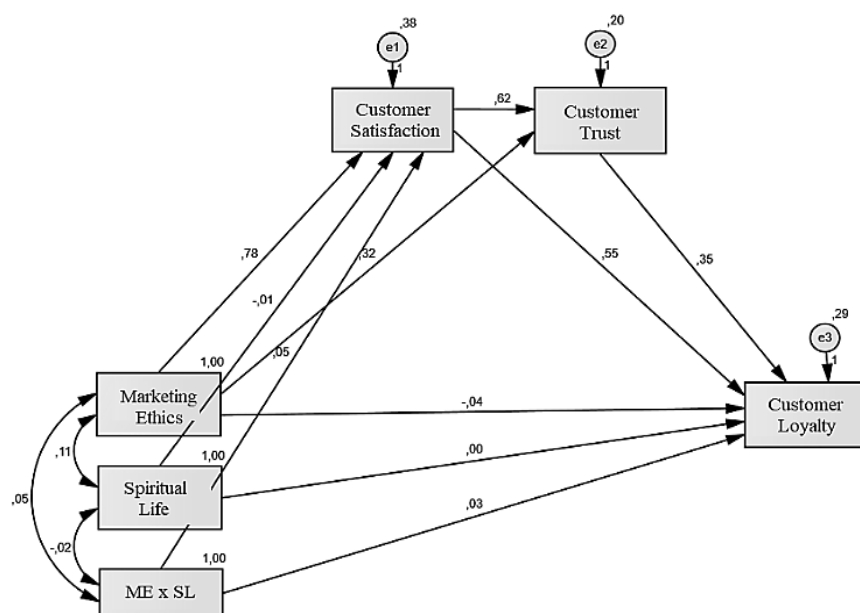 ,38
,20
e1
e2
1
1
Customer
Satisfaction
,62
Customer
Trust
,78
,32
,55
,35
-,01
,29
e3
1
1,00
,05
Marketing
Ethics
-,04
Customer
Loyalty
,11
1,00
,00
,05
Spiritual
Life
,03
-,02
1,00
ME x SL